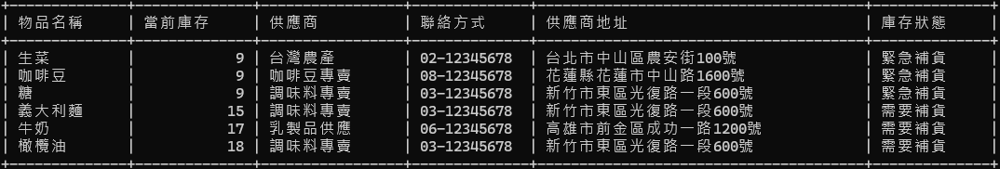 物品名稱 | 當前庫存 | 供應商 | 聯絡方式 | 供應商地址 | 庫存狀態
生菜 | 9 | 台灣農產 | 02-12345678 | 台北市中山區農安街100號 | 緊急補貨
咖啡豆 | 9 | 咖啡豆專賣 | 08-12345678 | 花蓮縣花蓮市中山路1600號 | 緊急補貨
糖 | 9 | 調味料專賣 | 03-12345678 | 新竹市東區光復路一段600號 | 緊急補貨
義大利麵 | 15 | 調味料專賣 | 03-12345678 | 新竹市東區光復路一段600號 | 需要補貨
牛奶 | 17 | 乳製品供應 | 06-12345678 | 高雄市前金區成功一路1200號 | 需要補貨
橄欖油 | 18 | 調味料專賣 | 03-12345678 | 新竹市東區光復路一段600號 | 需要補貨